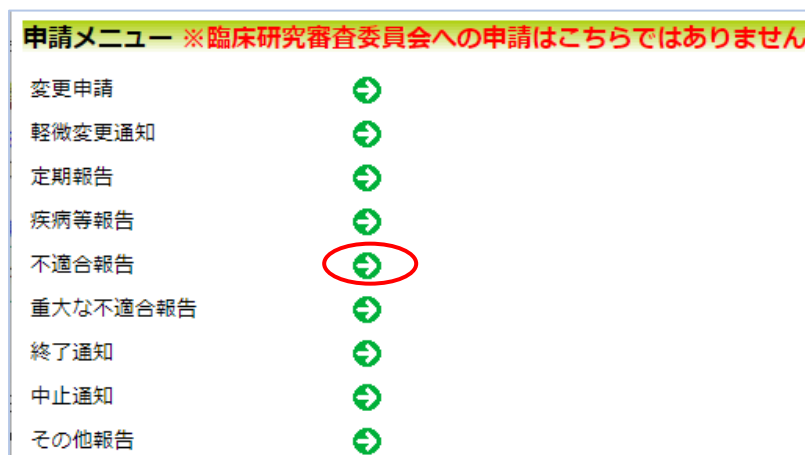 申請メニュー ※臨床研究審査委員会への申請はこちらではありません
変更申請
軽微変更通知
定期報告
疾病等報告
不適合報告
重大な不適合報告
終了通知
中止通知
その他報告